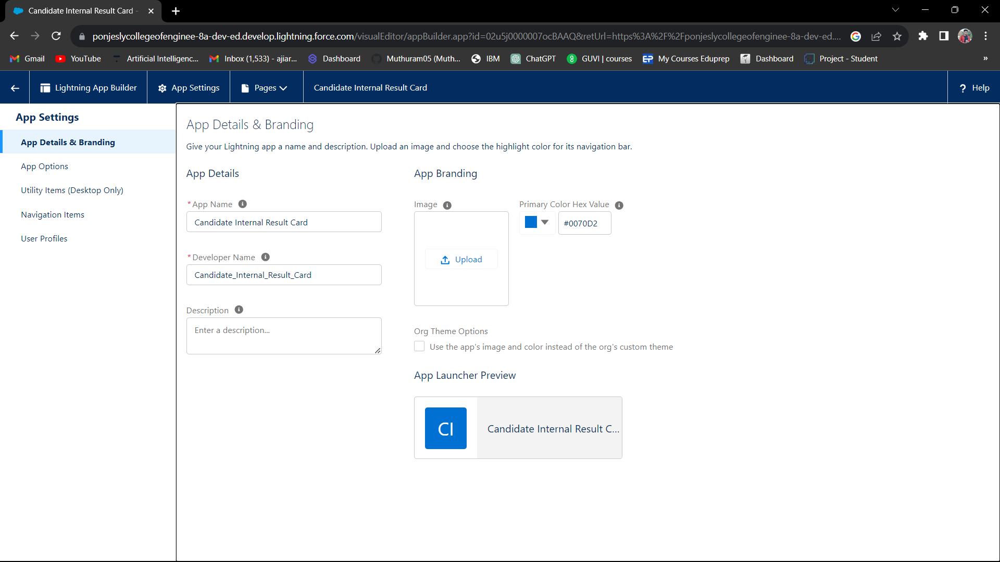 Candidate Internal Result Card -
ponjeslycollegeofenginee-8a-dev-ed.develop.lightning.force.com/visualEditor/appBuilder.app?id=02u5j0000007ocBAAQ&retUrl=https%3A%2F%2Fponjeslycollegeofenginee-8a-dev-ed....
Gmail YouTube Artificial Intelligenc... Inbox (1,533) - ajiar... Dashboard Muthuram05 (Muth... IBM ChatGPT GUVI | courses My Courses Eduprep Dashboard Project - Student »
Lightning App Builder App Settings Pages Candidate Internal Result Card ? Help
App Settings
App Details & Branding
App Options
Utility Items (Desktop Only)
Navigation Items
User Profiles
App Details & Branding
Give your Lightning app a name and description. Upload an image and choose the highlight color for its navigation bar.
App Details
*App Name
Candidate Internal Result Card
*Developer Name
Candidate_Internal_Result_Card
Description
Enter a description...
App Branding
Image
Upload
Primary Color Hex Value
#0070D2
Org Theme Options
Use the app's image and color instead of the org's custom theme
App Launcher Preview
CI
Candidate Internal Result C...